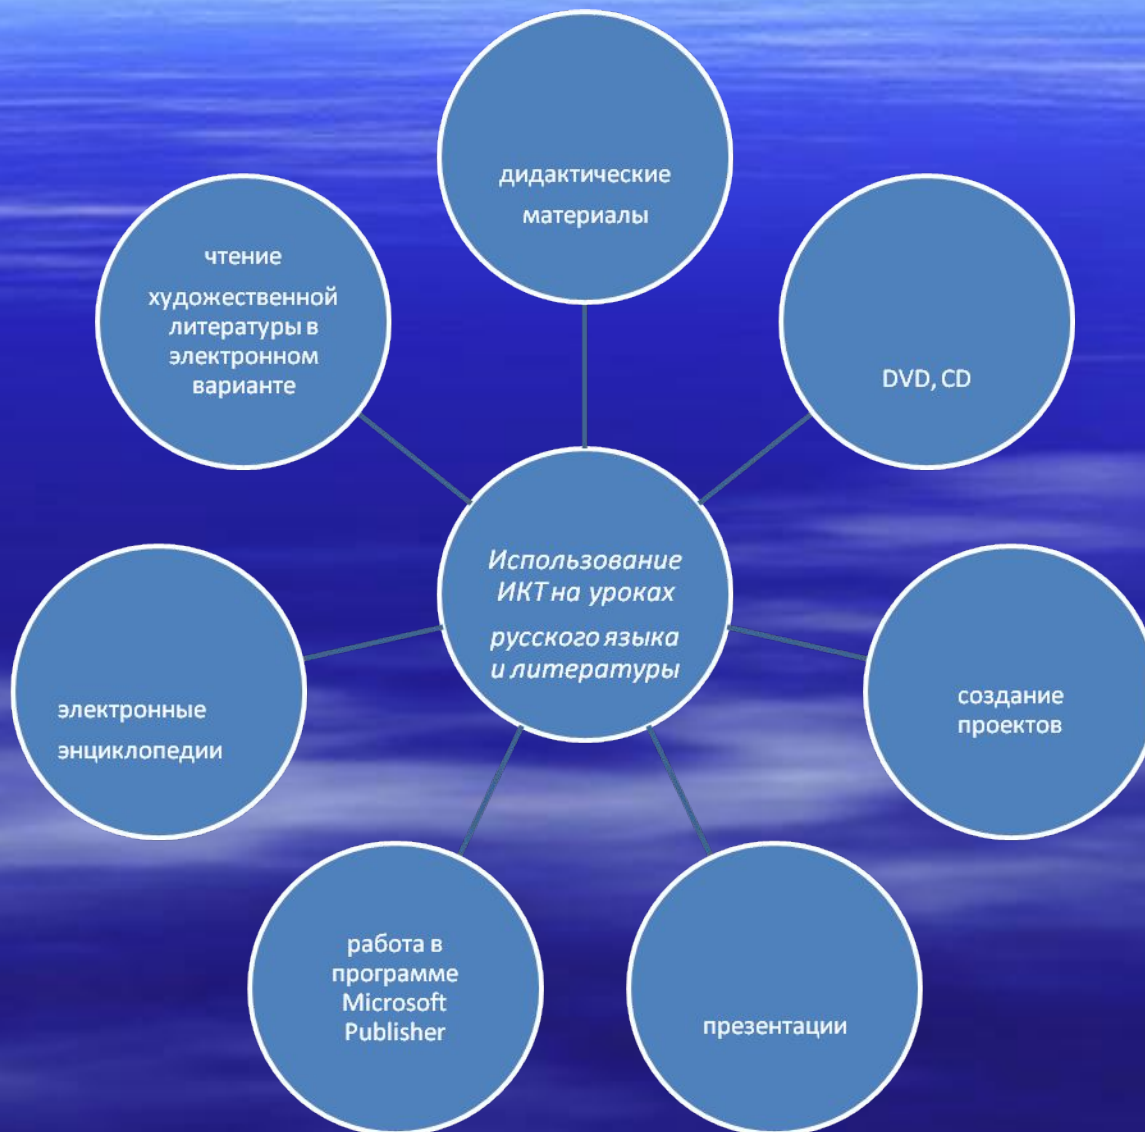 дидактические
материалы
чтение
художественной
литературы в
электронном
варианте
DVD, CD
Использование
ИКТ на уроках
русского языка
и литературы
электронные
энциклопедии
создание
проектов
работа в
программе
Microsoft
Publisher
презентации